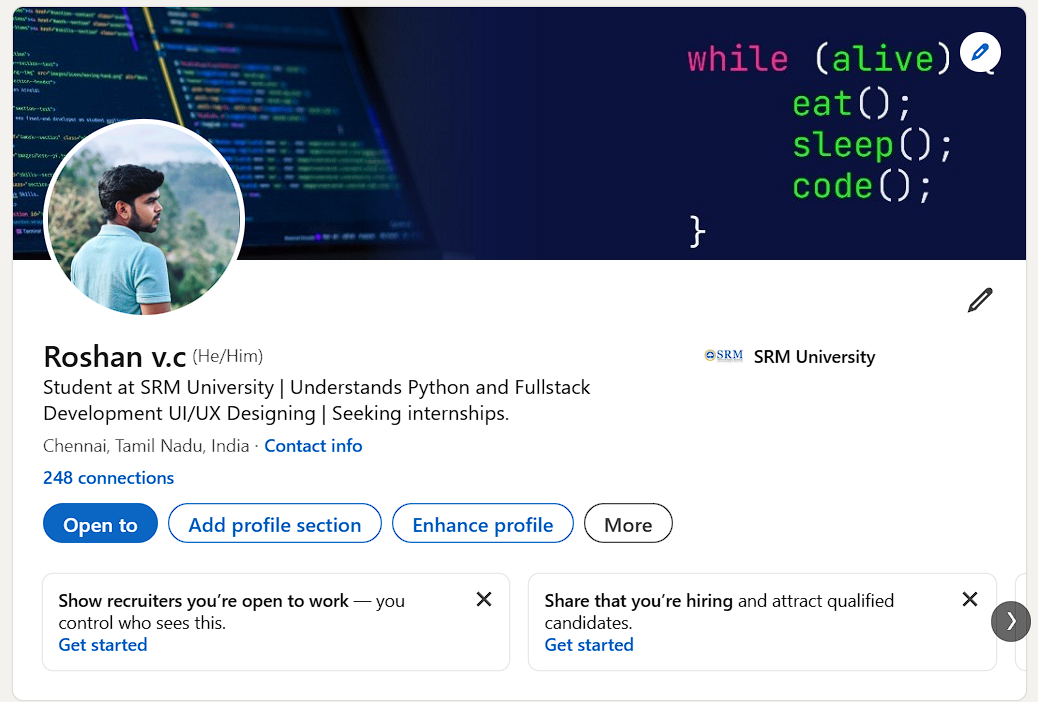 while (alive) {
eat();
sleep();
code();
}
Roshan v.c (He/Him)
SRM SRM University
Student at SRM University | Understands Python and Fullstack
Development UI/UX Designing | Seeking internships.
Chennai, Tamil Nadu, India · Contact info
248 connections
Open to
Add profile section
Enhance profile
More
Show recruiters you're open to work — you
control who sees this.
Get started
Share that you're hiring and attract qualified
candidates.
Get started